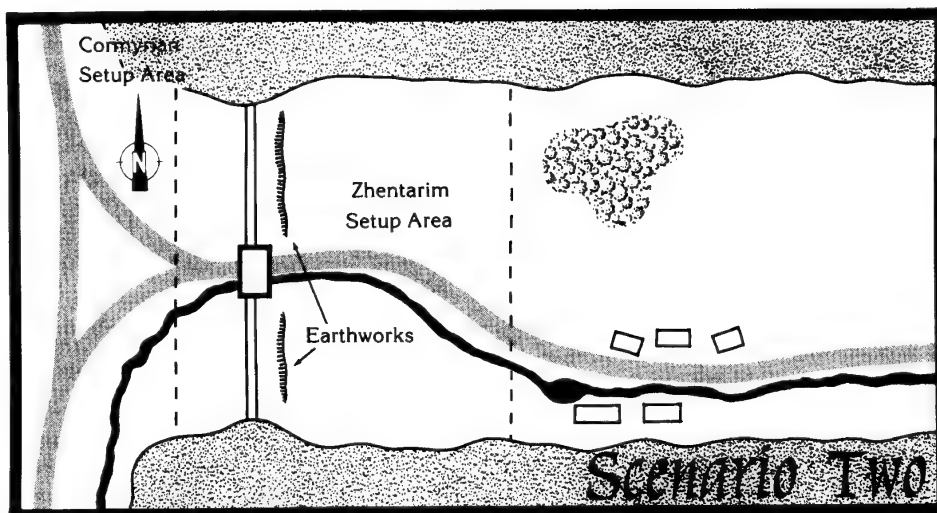 Cormyrian
Setup Area
N
Zhentarim
Setup Area
Earthworks
Scenario Two